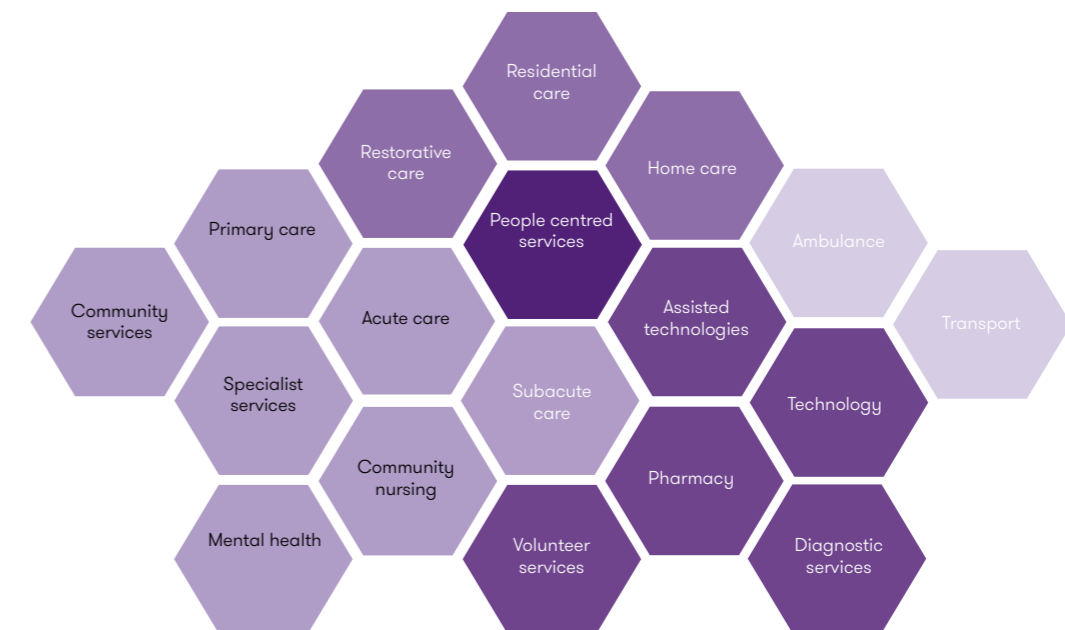 Residential
care
Restorative
care
Home care
Primary care
People centred
services
Ambulance
Community
services
Acute care
Assisted
technologies
Transport
Specialist
services
Subacute
care
Technology
Community
nursing
Pharmacy
Mental health
Volunteer
services
Diagnostic
services